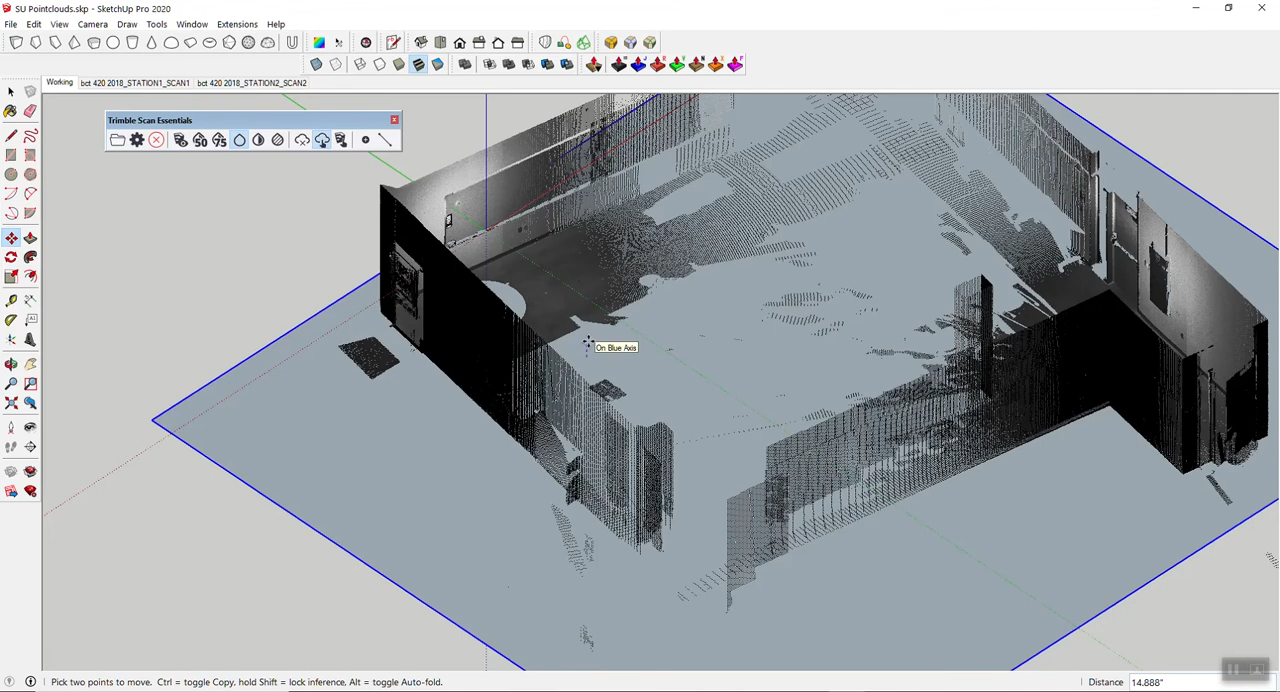 SU Pointclouds.skp - SketchUp Pro 2020
File Edit View Camera Draw Tools Window Extensions Help
Working bct 420 2018_STATION1_SCAN1 bct 420 2018_STATION2_SCAN2
Trimble Scan Essentials
50 75
On Blue Axis
Pick two points to move. Ctrl = toggle Copy, hold Shift = lock inference, Alt = toggle Auto-fold.
Distance 14.888"